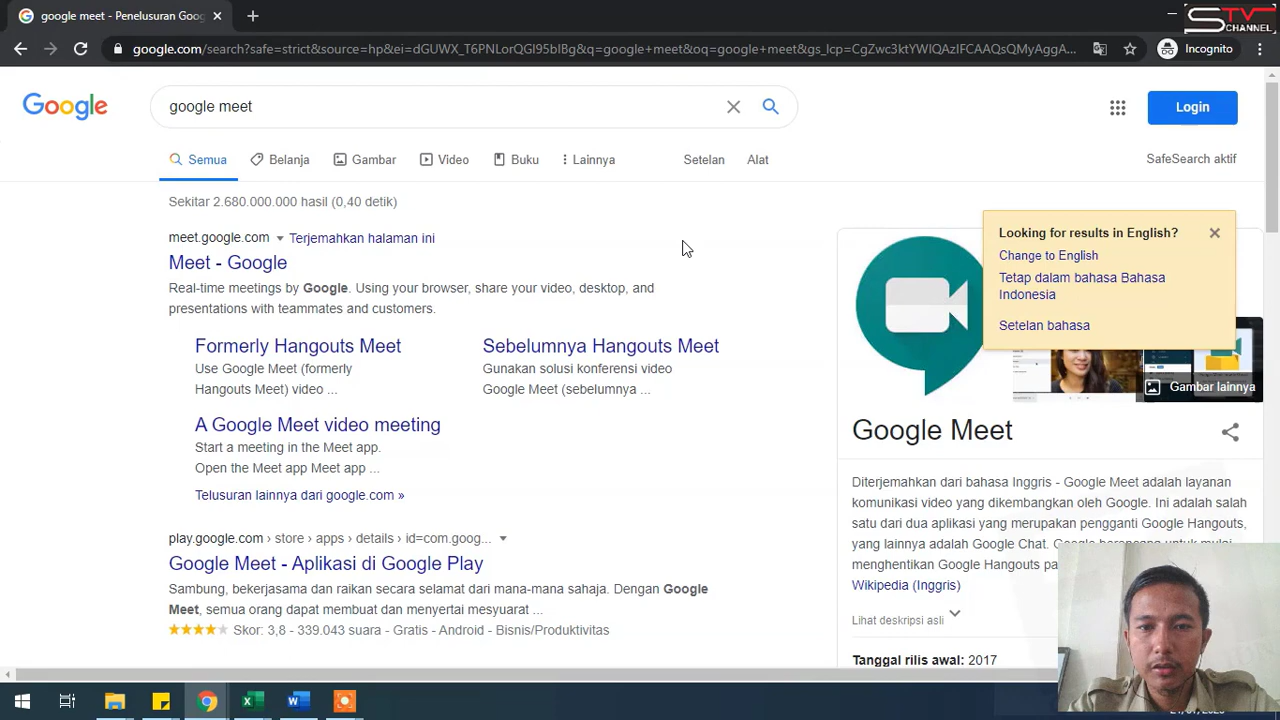 google meet - Penelusuran Goog
STV
CHANNEL
google.com/search?safe=strict&source=hp&ei=dGUWX_T6PNLorQGI95bIBg&q=google+meet&oq=google+meet&gs_lcp=CgZwc3ktYWIQAzIFCAAQsQMyAggA...
Incognito
Google
google meet
Login
Semua
Belanja
Gambar
Video
Buku
Lainnya
Setelan
Alat
SafeSearch aktif
Sekitar 2.680.000.000 hasil (0,40 detik)
meet.google.com
Terjemahkan halaman ini
Meet - Google
Real-time meetings by Google. Using your browser, share your video, desktop, and
presentations with teammates and customers.
Formerly Hangouts Meet
Use Google Meet (formerly
Hangouts Meet) video ...
Sebelunnya Hangouts Meet
Gunakan solusi konferensi video
Google Meet (sebelumnya ...
A Google Meet video meeting
Start a meeting in the Meet app.
Open the Meet app Meet app ...
Telusuran lainnya dari google.com »
play.google.com › store › apps › details › id=com.goog...
Google Meet - Aplikasi di Google Play
Sambung, bekerjasama dan raikan secara selamat dari mana-mana sahaja. Dengan Google
Meet, semua orang dapat membuat dan menyertai mesyuarat ...
Skor: 3,8 - 339.043 suara - Gratis - Android - Bisnis/Produktivitas
Looking for results in English?
Change to English
Tetap dalam bahasa Bahasa
Indonesia
Setelan bahasa
Gambar lainnya
Google Meet
Diterjemahkan dari bahasa Inggris - Google Meet adalah layanan
komunikasi video yang dikembangkan oleh Google. Ini adalah salah
satu dari dua aplikasi yang merupakan pengganti Google Hangouts,
yang lainnya adalah Google Chat. Google
menghentikan Google Hangouts
Wikipedia (Inggris)
Lihat deskripsi asli
Tanggal rilis awal: 2017